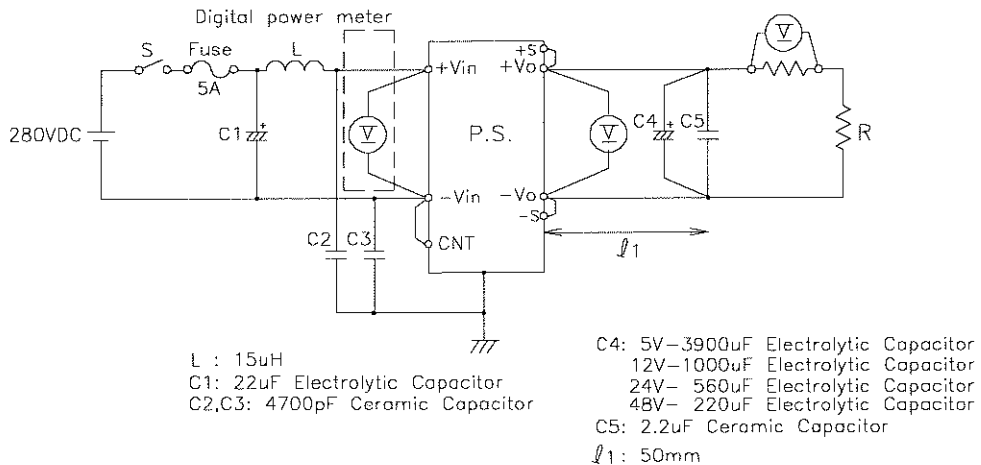 Digital power meter
S
Fuse
5A
L
+Vin
+S
+Vo
V
280VDC
C1
+
V
P.S.
V
C4
+
C5
R
-Vin
-Vo
-S
CNT
C2
C3
ℓ1
L : 15uH
C1: 22uF Electrolytic Capacitor
C2,C3: 4700pF Ceramic Capacitor
C4: 5V-3900uF Electrolytic Capacitor
12V-1000uF Electrolytic Capacitor
24V- 560uF Electrolytic Capacitor
48V- 220uF Electrolytic Capacitor
C5: 2.2uF Ceramic Capacitor
ℓ1: 50mm